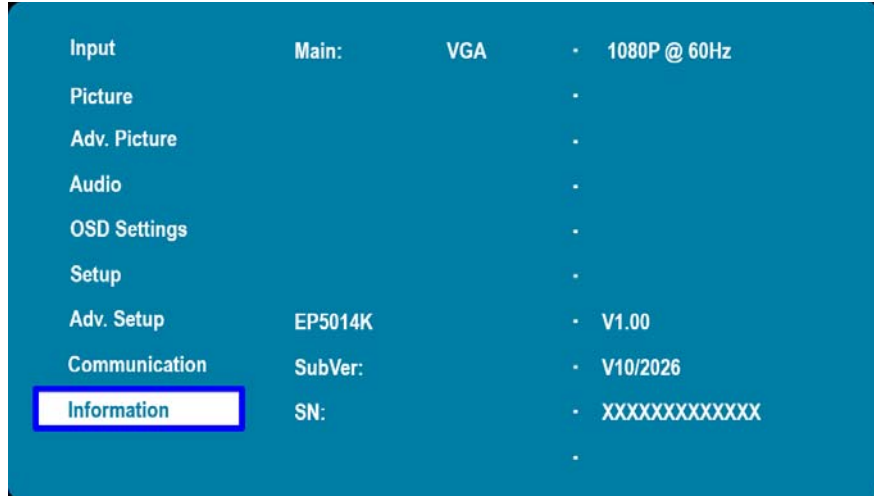 Input Main: VGA · 1080P @ 60Hz
Picture ·
Adv. Picture ·
Audio ·
OSD Settings ·
Setup ·
Adv. Setup EP5014K · V1.00
Communication SubVer: · V10/2026
Information SN: · XXXXXXXXXXXXX
·